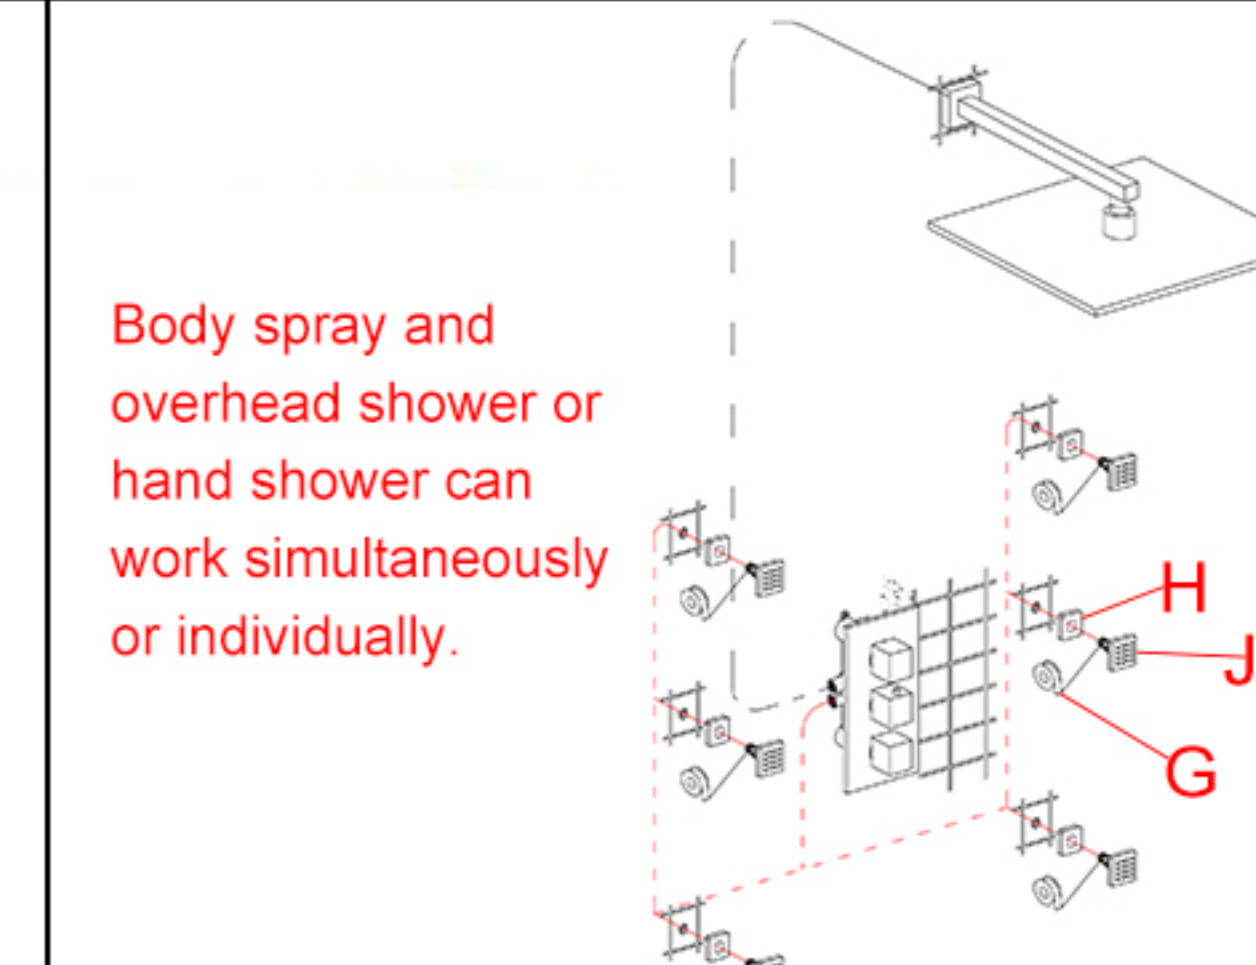 Body spray and
overhead shower or
hand shower can
work simultaneously
or individually.
H
J
G